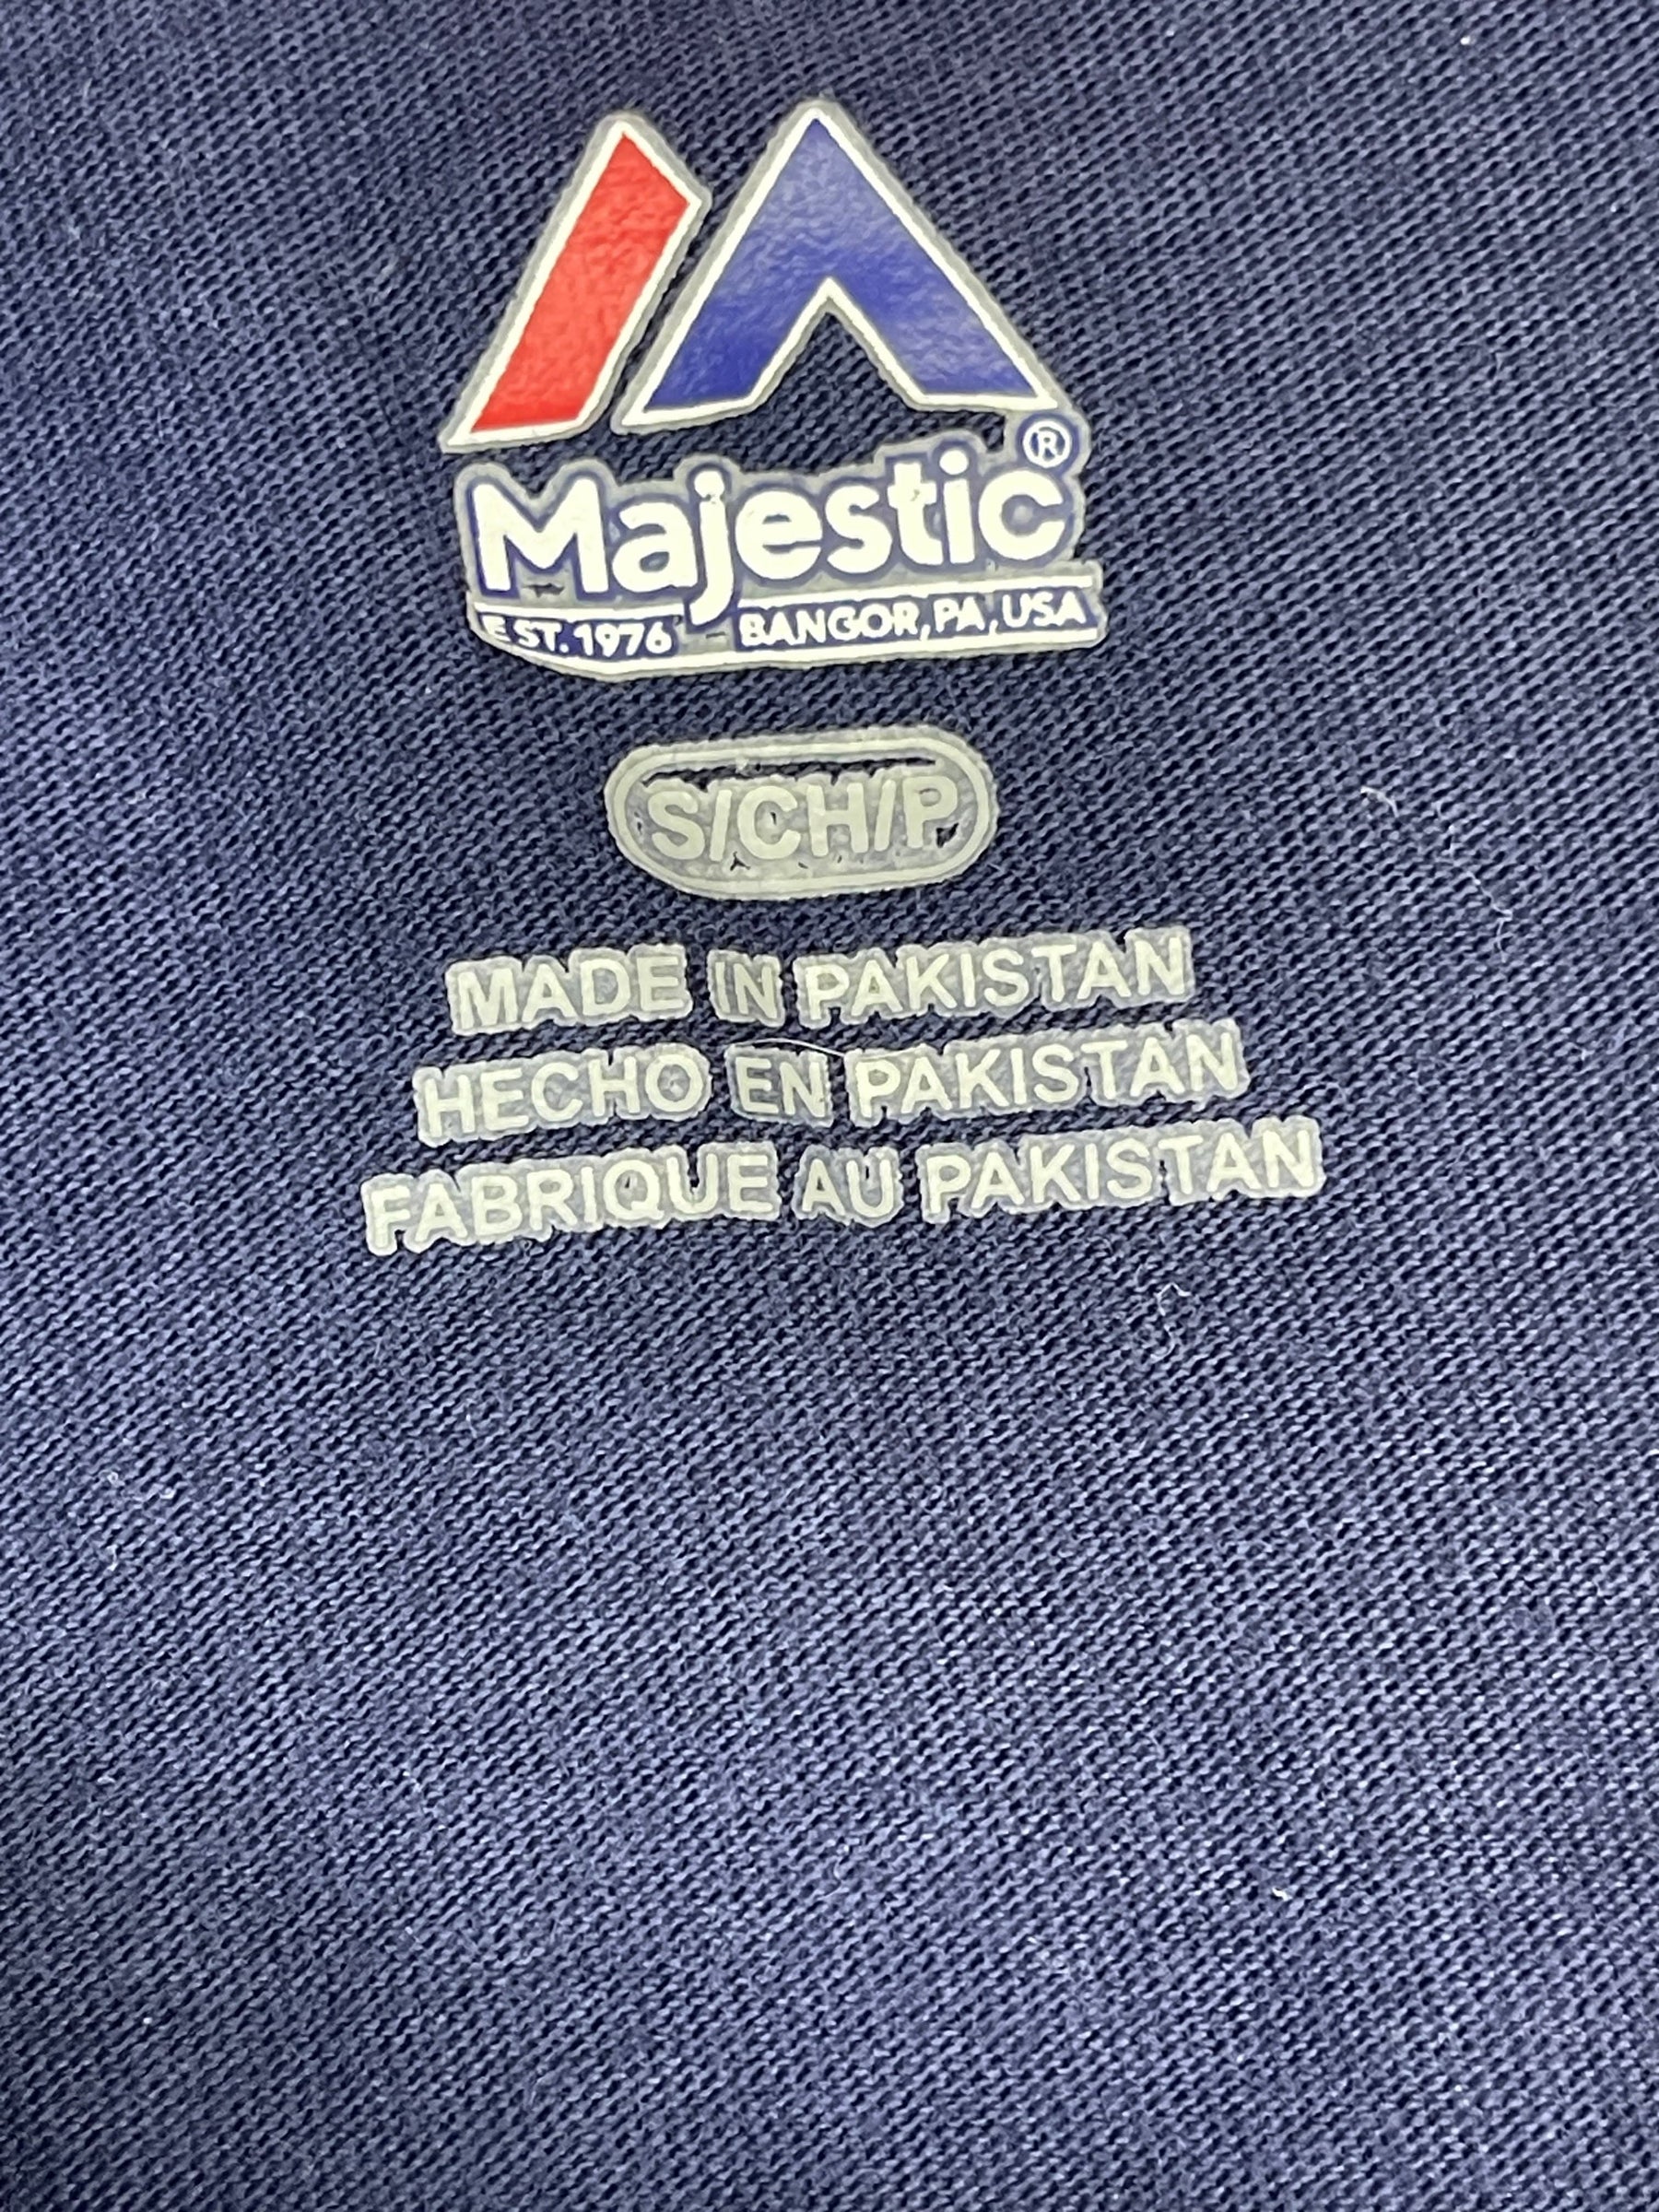 Majestic®
EST. 1976 BANGOR, PA, USA
S/CH/P
MADE IN PAKISTAN
HECHO EN PAKISTAN
FABRIQUE AU PAKISTAN